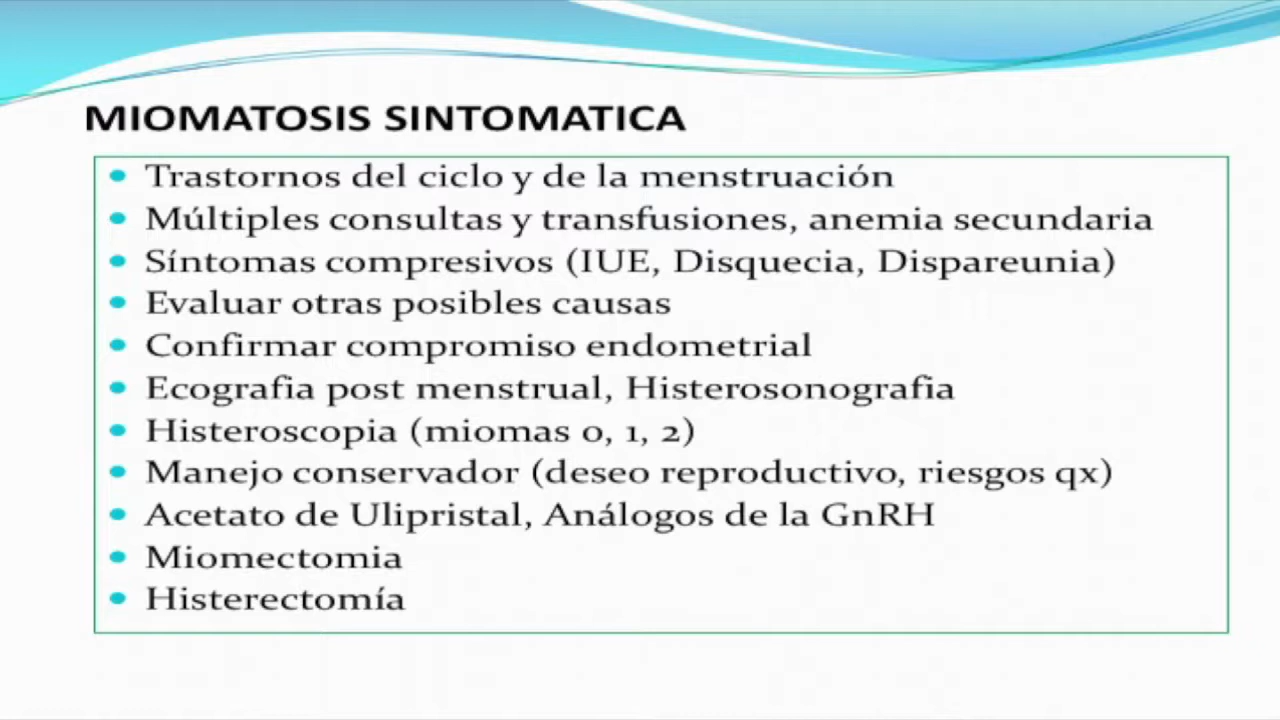 MIOMATOSIS SINTOMATICA
• Trastornos del ciclo y de la menstruación
• Múltiples consultas y transfusiones, anemia secundaria
• Síntomas compresivos (IUE, Disquecia, Dispareunia)
• Evaluar otras posibles causas
• Confirmar compromiso endometrial
• Ecografia post menstrual, Histerosonografia
• Histeroscopia (miomas 0, 1, 2)
• Manejo conservador (deseo reproductivo, riesgos qx)
• Acetato de Ulipristal, Análogos de la GnRH
• Miomectomia
• Histerectomía